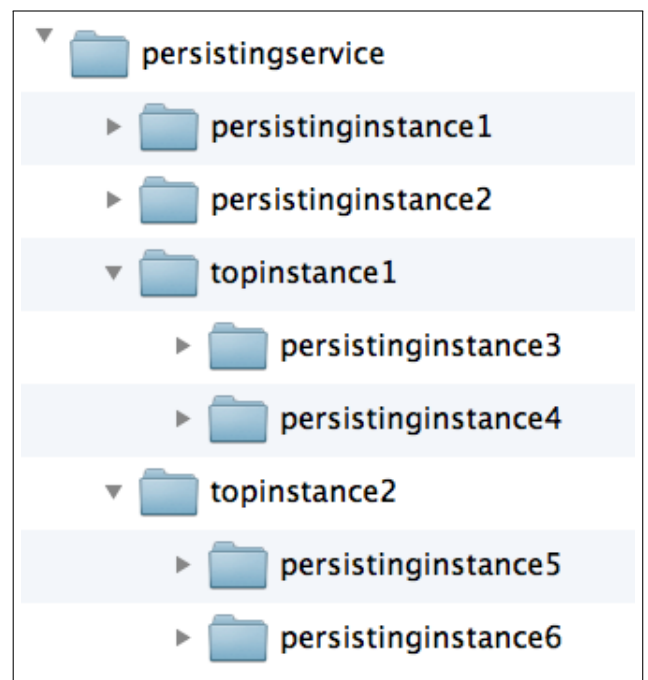 persistingservice
persistinginstance1
persistinginstance2
topinstance1
persistinginstance3
persistinginstance4
topinstance2
persistinginstance5
persistinginstance6